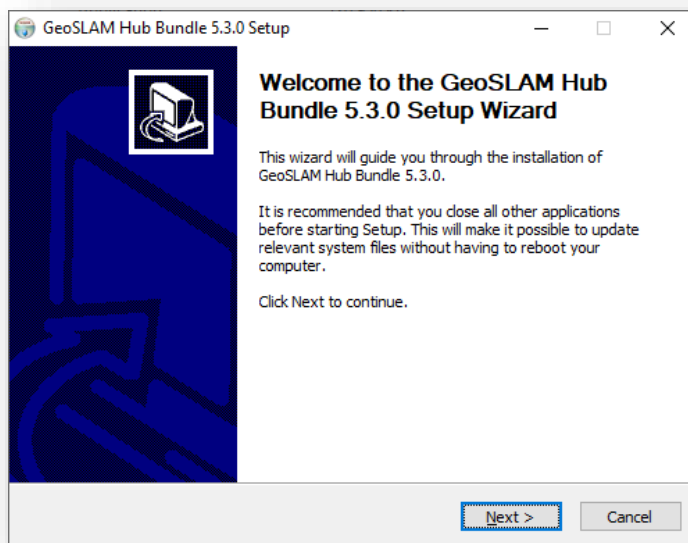 GeoSLAM Hub Bundle 5.3.0 Setup
Welcome to the GeoSLAM Hub
Bundle 5.3.0 Setup Wizard
This wizard will guide you through the installation of
GeoSLAM Hub Bundle 5.3.0.
It is recommended that you close all other applications
before starting Setup. This will make it possible to update
relevant system files without having to reboot your
computer.
Click Next to continue.
Next >
Cancel